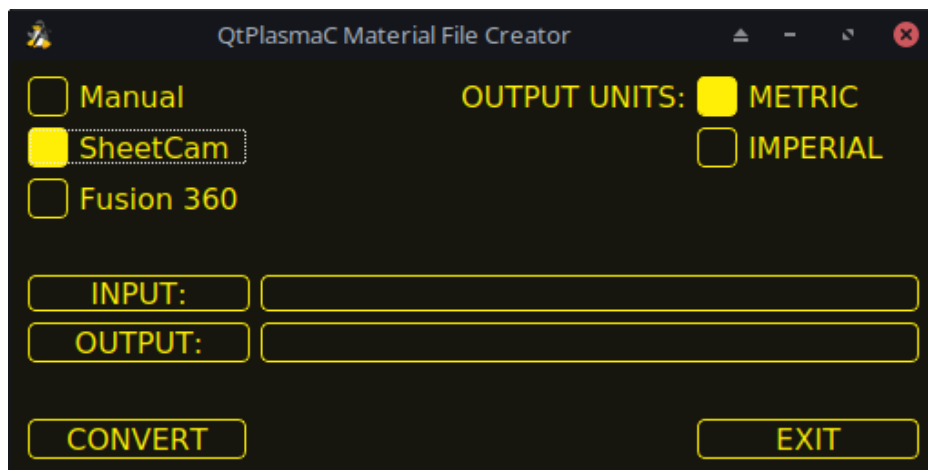 QtPlasmaC Material File Creator
Manual OUTPUT UNITS: METRIC
SheetCam IMPERIAL
Fusion 360
INPUT:
OUTPUT:
CONVERT EXIT